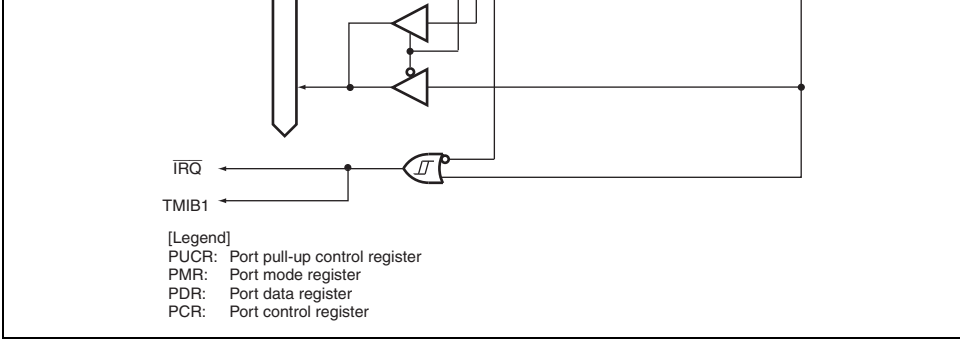 IRQ
TMIB1
[Legend]
PUCR: Port pull-up control register
PMR: Port mode register
PDR: Port data register
PCR: Port control register